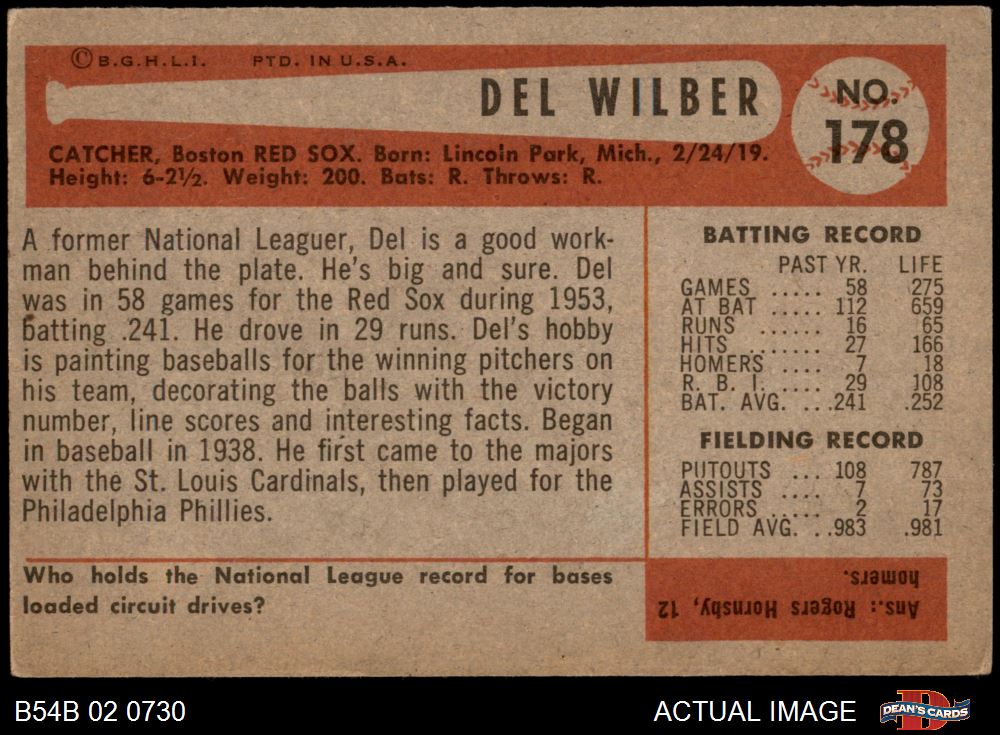 © B.G.H.L.I. PTD. IN U.S.A.
DEL WILBER
NO.
178
CATCHER, Boston RED SOX. Born: Lincoln Park, Mich., 2/24/19.
Height: 6-2½. Weight: 200. Bats: R. Throws: R.
A former National Leaguer, Del is a good work-
man behind the plate. He's big and sure. Del
was in 58 games for the Red Sox during 1953,
batting .241. He drove in 29 runs. Del's hobby
is painting baseballs for the winning pitchers on
his team, decorating the balls with the victory
number, line scores and interesting facts. Began
in baseball in 1938. He first came to the majors
with the St. Louis Cardinals, then played for the
Philadelphia Phillies.
BATTING RECORD
PAST YR. LIFE
GAMES ..... 58 275
AT BAT ..... 112 659
RUNS ...... 16 65
HITS ....... 27 166
HOMERS ..... 7 18
R. B. I. .... 29 108
BAT. AVG. ...241 .252
FIELDING RECORD
PUTOUTS ... 108 787
ASSISTS .... 7 73
ERRORS .... 2 17
FIELD AVG. ..983 .981
Who holds the National League record for bases
loaded circuit drives?
Ans.: Rogers Hornsby, 12
homers.
B54B 02 0730
ACTUAL IMAGE
D
DEAN'S CARDS